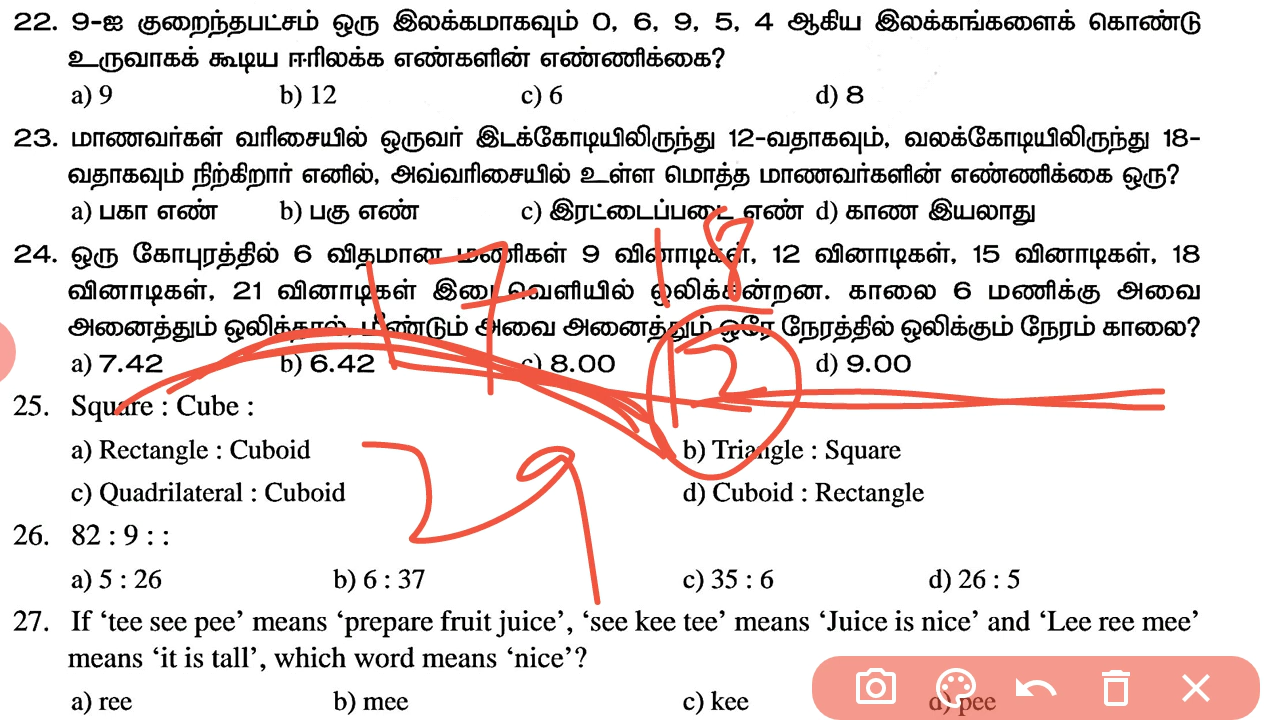 22. 9-ஐ குறைந்தபட்சம் ஒரு இலக்கமாகவும் 0, 6, 9, 5, 4 ஆகிய இலக்கங்களைக் கொண்டு
உருவாகக் கூடிய ஈரிலக்க எண்களின் எண்ணிக்கை?
a) 9 b) 12 c) 6 d) 8
23. மாணவர்கள் வரிசையில் ஒருவர் இடக்கோடியிலிருந்து 12-வதாகவும், வலக்கோடியிலிருந்து 18-
வதாகவும் நிற்கிறார் எனில், அவ்வரிசையில் உள்ள மொத்த மாணவர்களின் எண்ணிக்கை ஒரு?
a) பகா எண் b) பகு எண் c) இரட்டைப்படை எண் d) காண இயலாது
24. ஒரு கோபுரத்தில் 6 விதமான மணிகள் 9 வினாடிகள், 12 வினாடிகள், 15 வினாடிகள், 18
வினாடிகள், 21 வினாடிகள் இடைவெளியில் ஒலிக்கின்றன. காலை 6 மணிக்கு அவை
அனைத்தும் ஒலித்தால், மீண்டும் அவை அனைத்தும் ஒரே நேரத்தில் ஒலிக்கும் நேரம் காலை?
a) 7.42 b) 6.42 c) 8.00 d) 9.00
17 18
12
29
25. Square : Cube :
a) Rectangle : Cuboid b) Triangle : Square
c) Quadrilateral : Cuboid d) Cuboid : Rectangle
26. 82 : 9 : :
a) 5 : 26 b) 6 : 37 c) 35 : 6 d) 26 : 5
27. If ‘tee see pee’ means ‘prepare fruit juice’, ‘see kee tee’ means ‘Juice is nice’ and ‘Lee ree mee’
means ‘it is tall’, which word means ‘nice’?
a) ree b) mee c) kee d) pee